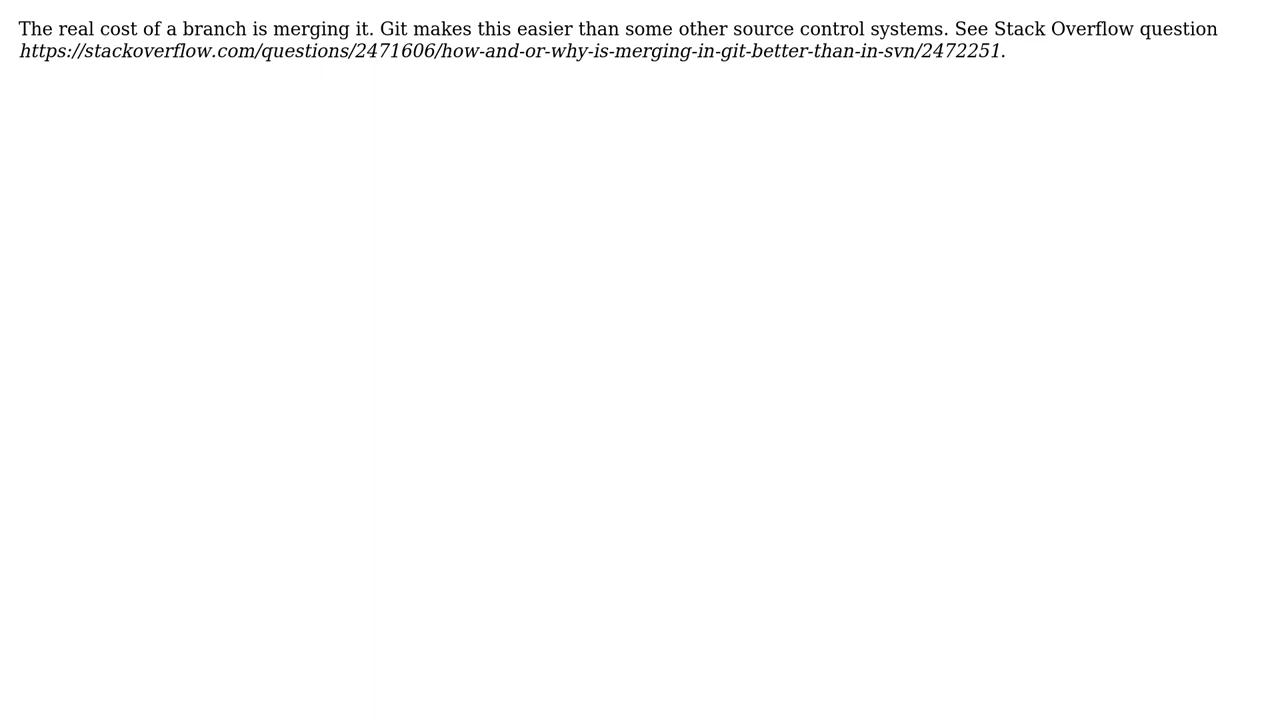 The real cost of a branch is merging it. Git makes this easier than some other source control systems. See Stack Overflow question
https://stackoverflow.com/questions/2471606/how-and-or-why-is-merging-in-git-better-than-in-svn/2472251.